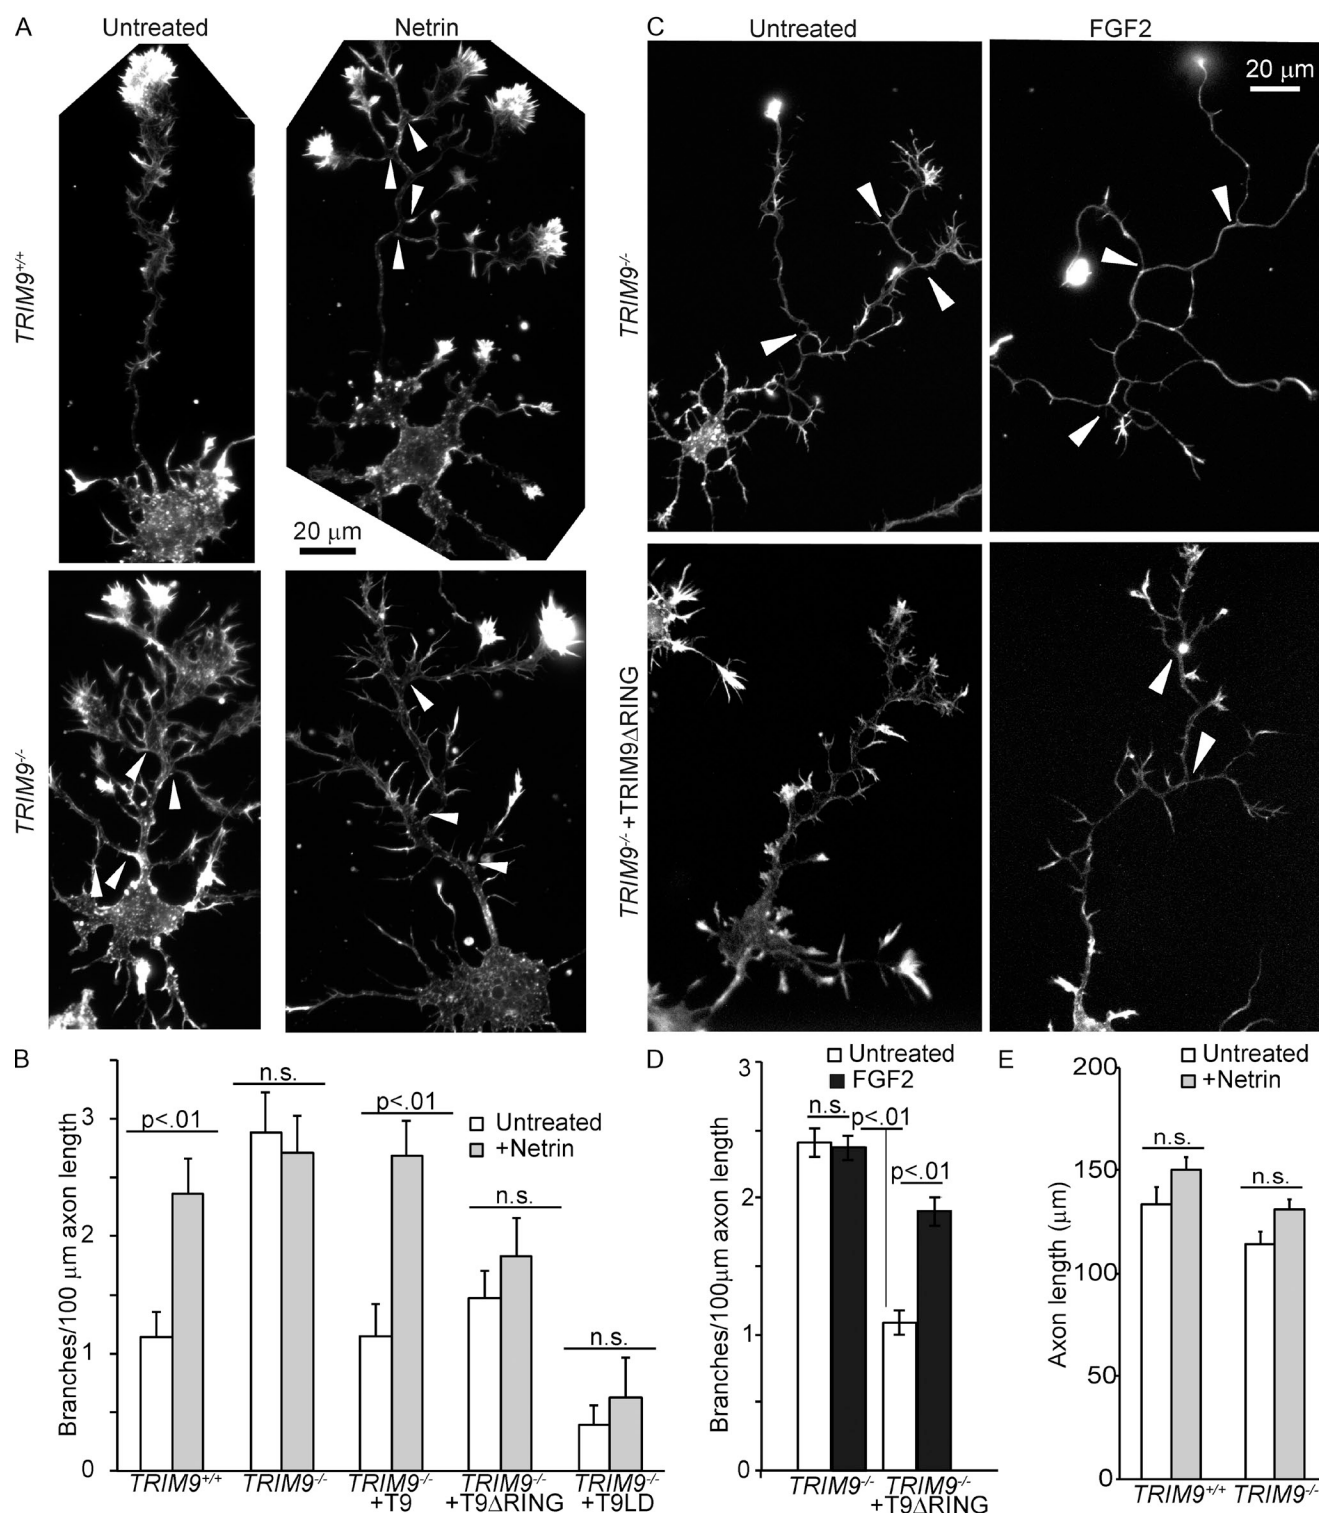 A
Untreated
Netrin
TRIM9+/+
20 μm
TRIM9-/-
C
Untreated
FGF2
20 μm
TRIM9-/-
TRIM9-/-+TRIM9ΔRING
B
Branches/100 μm axon length
3
2
1
0
p<.01
n.s.
p<.01
n.s.
n.s.
Untreated
+Netrin
TRIM9+/+
TRIM9-/-
TRIM9-/-
+T9
TRIM9-/-
+T9ΔRING
TRIM9-/-
+T9LD
D
Untreated
FGF2
Branches/100μm axon length
3
2
1
0
n.s.
p<.01
p<.01
TRIM9-/-
TRIM9-/-
+T9ΔRING
E
Untreated
+Netrin
Axon length (μm)
200
150
100
50
0
n.s.
n.s.
TRIM9+/+
TRIM9-/-